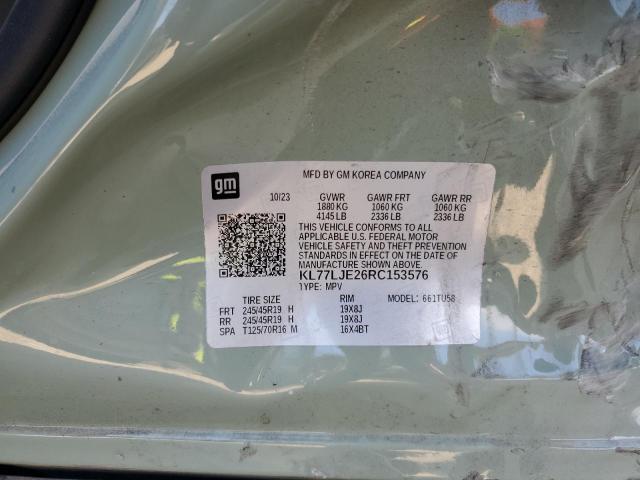 gm
MFD BY GM KOREA COMPANY
10/23 GVWR GAWR FRT GAWR RR
1880 KG 1060 KG 1060 KG
4145 LB 2336 LB 2336 LB
THIS VEHICLE CONFORMS TO ALL
APPLICABLE U.S. FEDERAL MOTOR
VEHICLE SAFETY AND THEFT PREVENTION
STANDARDS IN EFFECT ON THE DATE OF
MANUFACTURE SHOWN ABOVE.
KL77LJE26RC153576
TYPE: MPV
TIRE SIZE RIM MODEL: 661TU58
FRT 245/45R19 H 19X8J
RR 245/45R19 H 19X8J
SPA T125/70R16 M 16X4BT